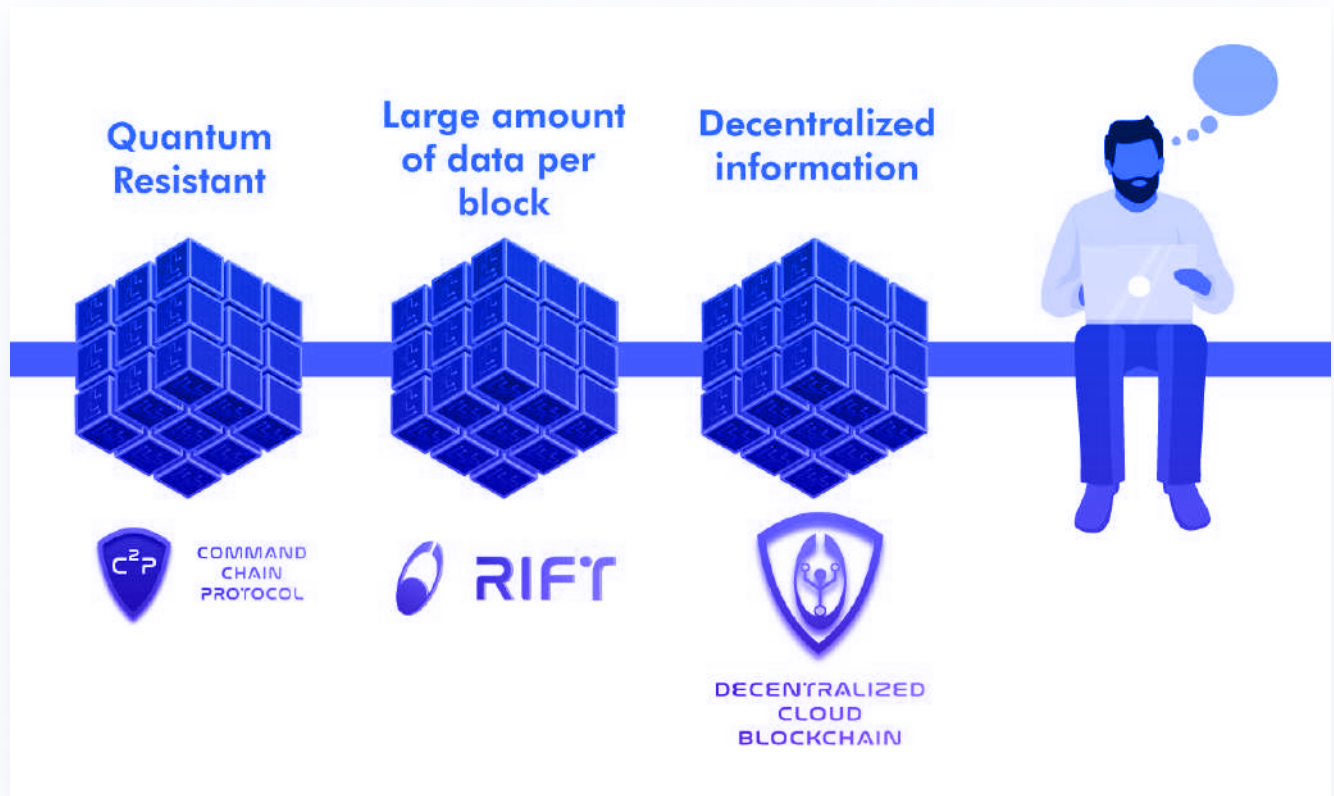 Quantum
Resistant
Large amount
of data per
block
Decentralized
information
C²P
COMMAND
CHAIN
PROTOCOL
RIFT
DECENTRALIZED
CLOUD
BLOCKCHAIN